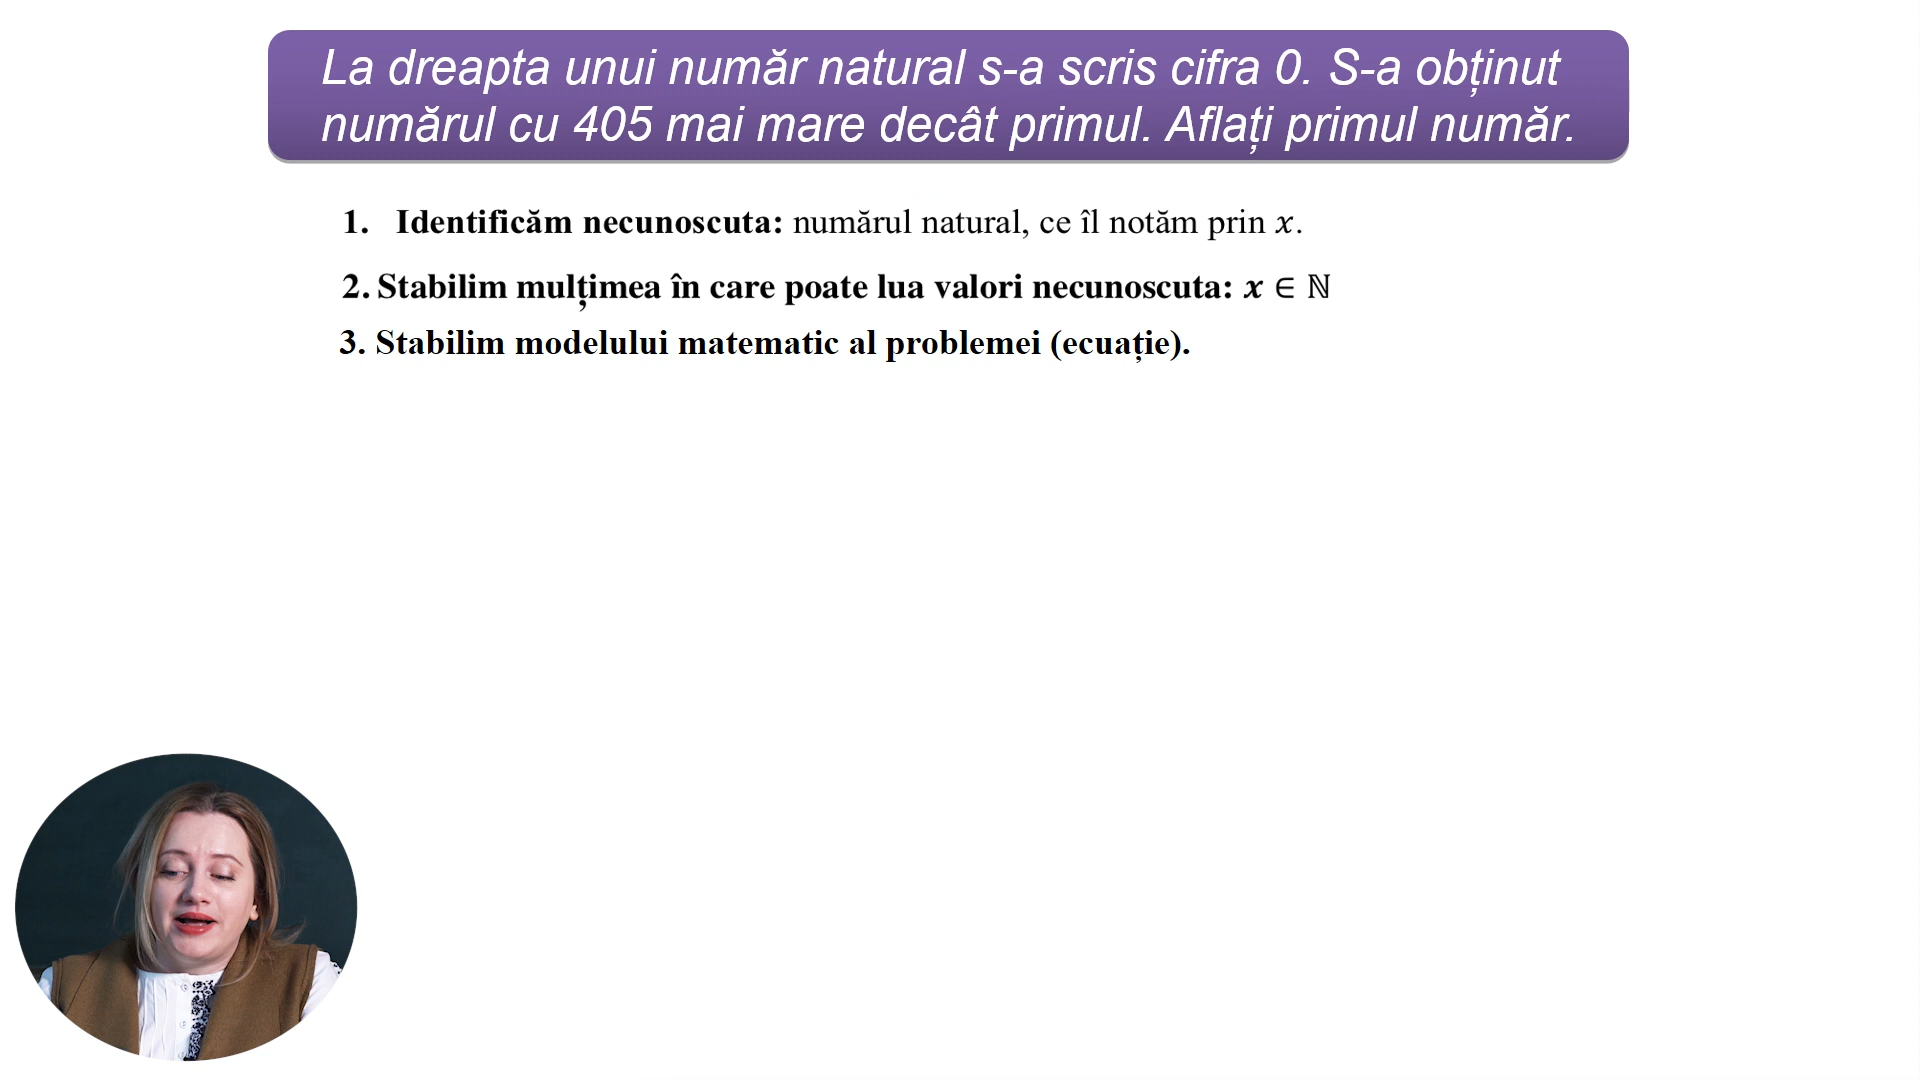 La dreapta unui număr natural s-a scris cifra 0. S-a obținut
numărul cu 405 mai mare decât primul. Aflați primul număr.
1. Identificăm necunoscuta: numărul natural, ce îl notăm prin x.
2. Stabilim mulțimea în care poate lua valori necunoscuta: x ∈ ℕ
3. Stabilim modelului matematic al problemei (ecuație).